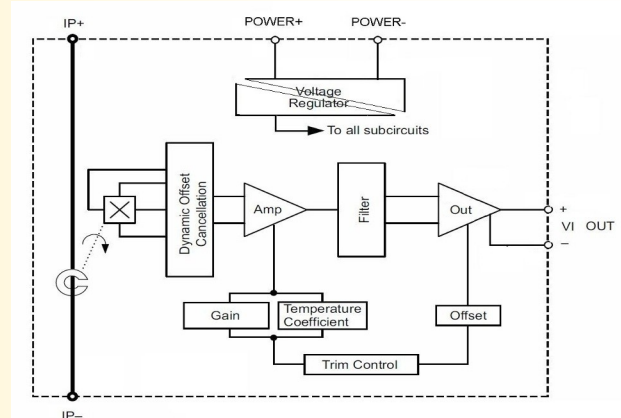 IP+
POWER+
POWER-
Voltage
Regulator
To all subcircuits
Dynamic Offset
Cancellation
Amp
Filter
Out
+
VI OUT
–
Gain
Temperature
Coefficient
Offset
Trim Control
IP–